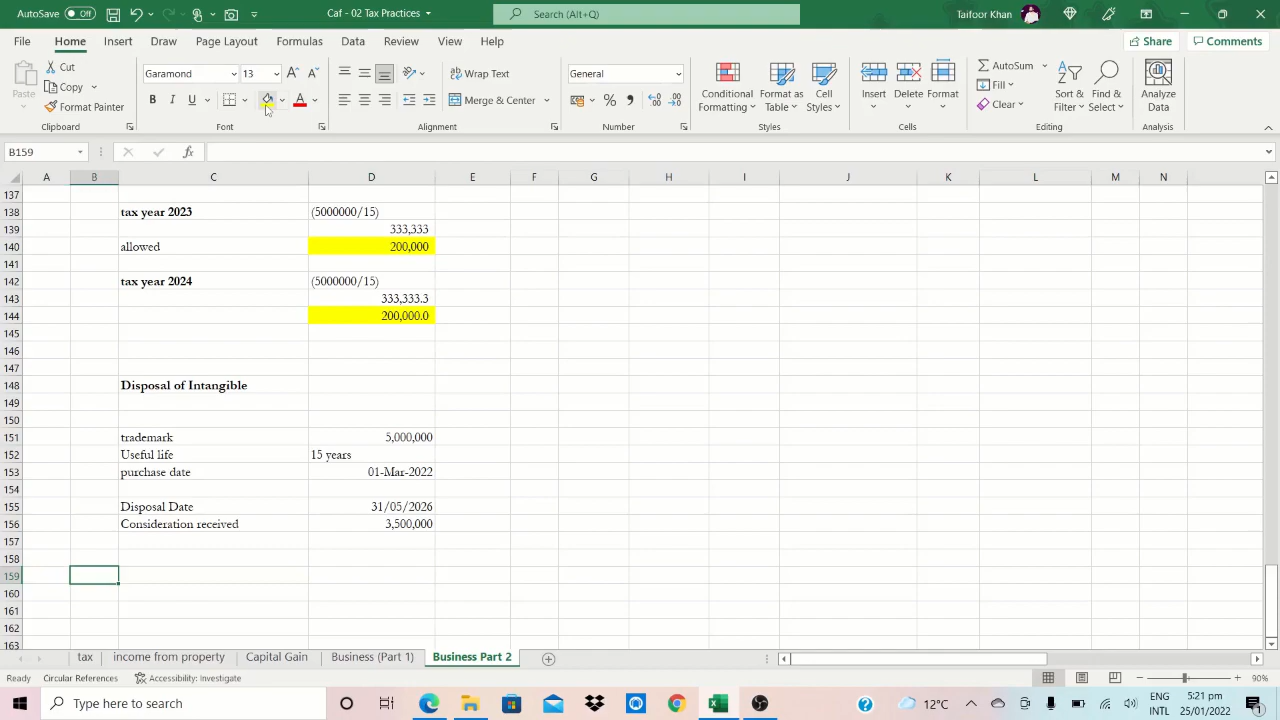 AutoSave Off Caf - 02 Tax Practices Search (Alt+Q) Tarfoor Khan
File Home Insert Draw Page Layout Formulas Data Review View Help Share Comments
Paste Cut Copy Format Painter
Garamond 13
B I U
Wrap Text
Merge & Center
General
%
Conditional Formatting Format as Table Cell Styles
Insert Delete Format
AutoSum
Fill
Clear
Sort & Filter Find & Select
Analyze Data
Clipboard Font Alignment Number Styles Cells Editing Analysis
B159 fx
A B C D E F G H I J K L M N
137
138 tax year 2023 (5000000/15)
139 333,333
140 allowed 200,000
141
142 tax year 2024 (5000000/15)
143 333,333.3
144 200,000.0
145
146
147
148 Disposal of Intangible
149
150
151 trademark 5,000,000
152 Useful life 15 years
153 purchase date 01-Mar-2022
154
155 Disposal Date 31/05/2026
156 Consideration received 3,500,000
157
158
159
160
161
162
163
tax income from property Capital Gain Business (Part 1) Business Part 2
Ready Circular References Accessibility: Investigate 90%
Type here to search 12°C ENG INTL 5:21 pm 25/01/2022 1